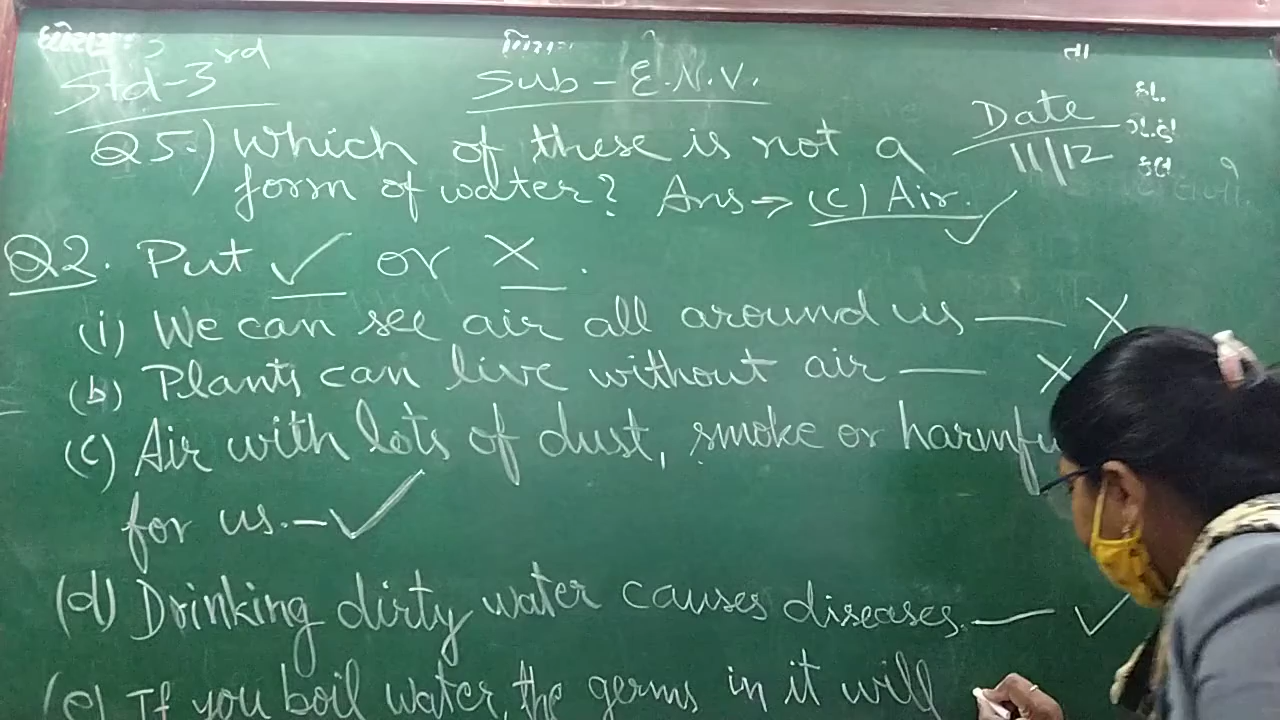 Std-3rd
Sub-E.N.V.
Date
11/12
Q5.) Which of these is not a
form of water? Ans→ (C) Air. ✓
Q2. Put ✓ or X.
(i) We can see air all around us — X
(b) Plants can live without air — X
(c) Air with lots of dust, smoke or harmfu
for us. — ✓
(d) Drinking dirty water causes diseases. — ✓
(e) If you boil water, the germs in it will